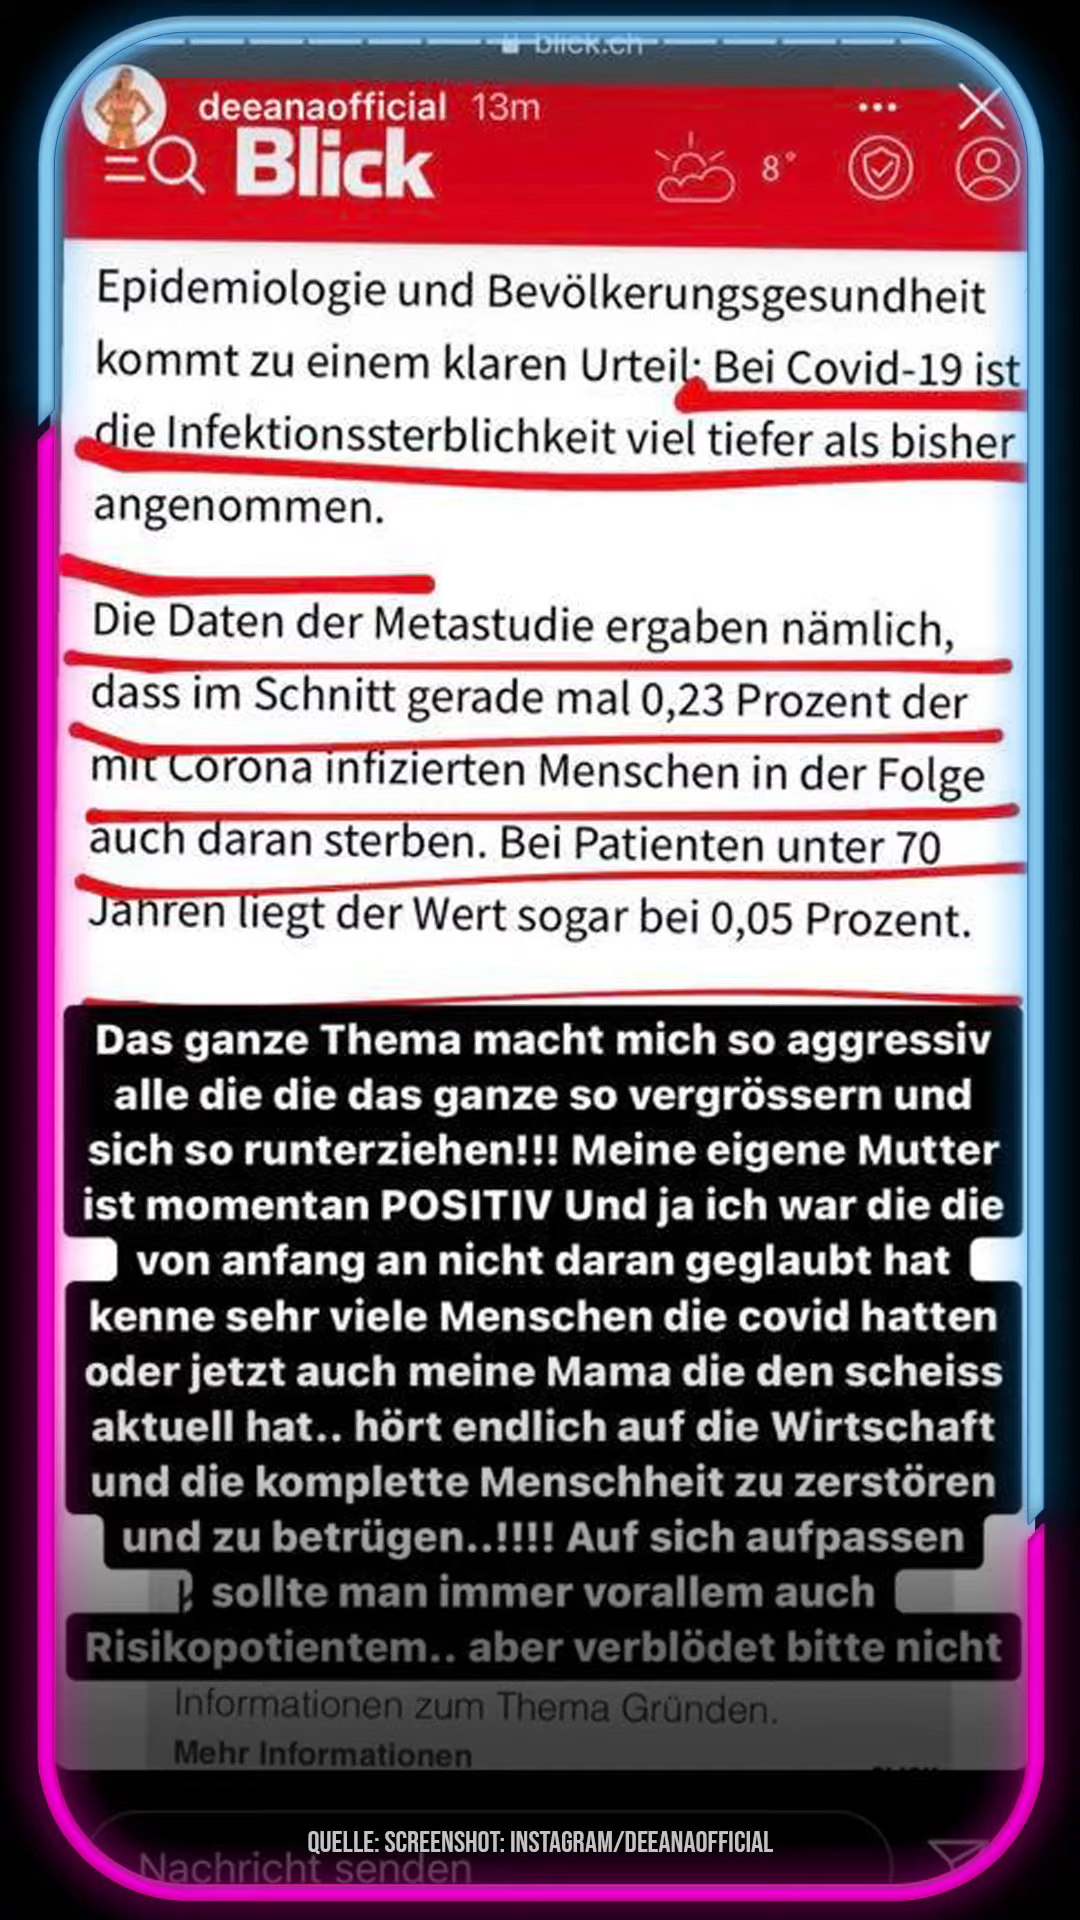 blick.ch
deeanaofficial 13m
Blick 8°
Epidemiologie und Bevölkerungsgesundheit
kommt zu einem klaren Urteil: Bei Covid-19 ist
die Infektionssterblichkeit viel tiefer als bisher
angenommen.
Die Daten der Metastudie ergaben nämlich,
dass im Schnitt gerade mal 0,23 Prozent der
mit Corona infizierten Menschen in der Folge
auch daran sterben. Bei Patienten unter 70
Jahren liegt der Wert sogar bei 0,05 Prozent.
Das ganze Thema macht mich so aggressiv
alle die die das ganze so vergrössern und
sich so runterziehen!!! Meine eigene Mutter
ist momentan POSITIV Und ja ich war die die
von anfang an nicht daran geglaubt hat
kenne sehr viele Menschen die covid hatten
oder jetzt auch meine Mama die den scheiss
aktuell hat.. hört endlich auf die Wirtschaft
und die komplette Menschheit zu zerstören
und zu betrügen..!!!! Auf sich aufpassen
sollte man immer vorallem auch
Risikopotientem.. aber verblödet bitte nicht
Informationen zum Thema Gründen.
Mehr Informationen
QUELLE: SCREENSHOT: INSTAGRAM/DEEANAOFFICIAL
Nachricht senden